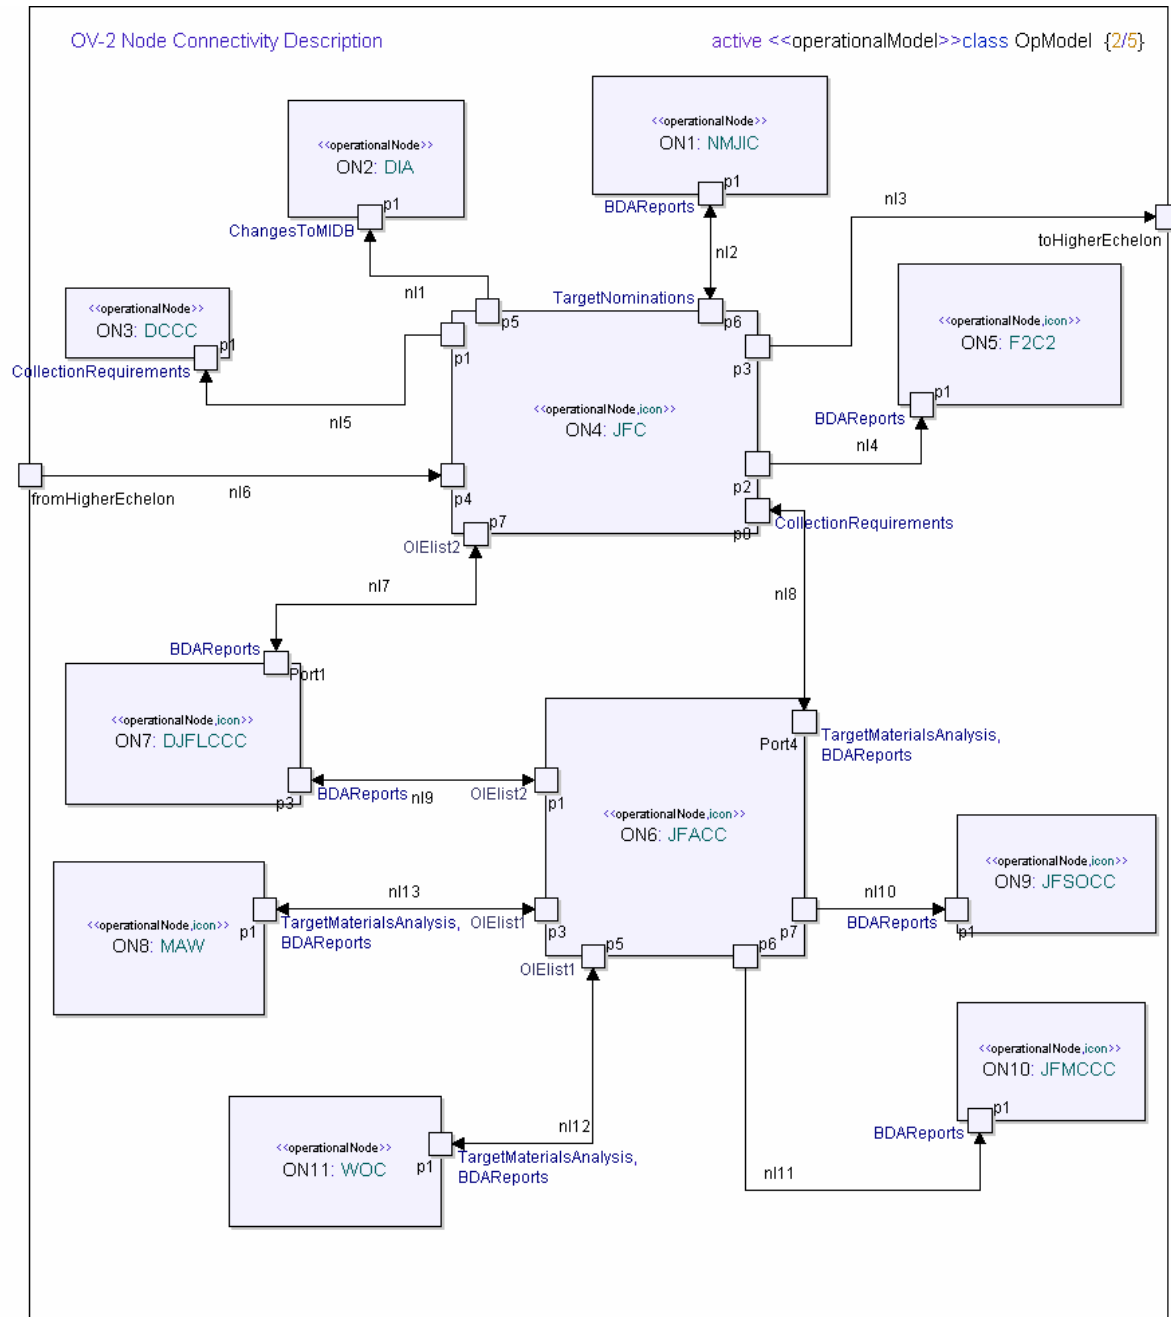 OV-2 Node Connectivity Description
active <<operationalModel>>class OpModel {2/5}
<<operationalNode>>
ON2: DIA
p1
ChangesToMIDB
<<operationalNode>>
ON1: NMJIC
p1
BDAReports
nl3
toHigherEchelon
nl2
nl1
<<operationalNode>>
ON3: DCCC
p1
CollectionRequirements
nl5
TargetNominations
p5
p6
p1
p3
<<operationalNode,icon>>
ON4: JFC
<<operationalNode,icon>>
ON5: F2C2
p1
BDAReports
nl4
fromHigherEchelon
nl6
p4
p2
p7
OIElist2
p8
CollectionRequirements
nl7
nl8
BDAReports
Port1
<<operationalNode,icon>>
ON7: DJFLCCC
p3
BDAReports
nl9
OIElist2
p1
Port4
TargetMaterialsAnalysis,
BDAReports
<<operationalNode,icon>>
ON6: JFACC
<<operationalNode,icon>>
ON8: MAW
p1
nl13
TargetMaterialsAnalysis,
BDAReports
OIElist1
p3
p5
OIElist1
p6
p7
nl10
BDAReports
<<operationalNode,icon>>
ON9: JFSOCC
p1
<<operationalNode,icon>>
ON10: JFMCCC
p1
BDAReports
nl11
nl12
<<operationalNode>>
ON11: WOC
p1
TargetMaterialsAnalysis,
BDAReports